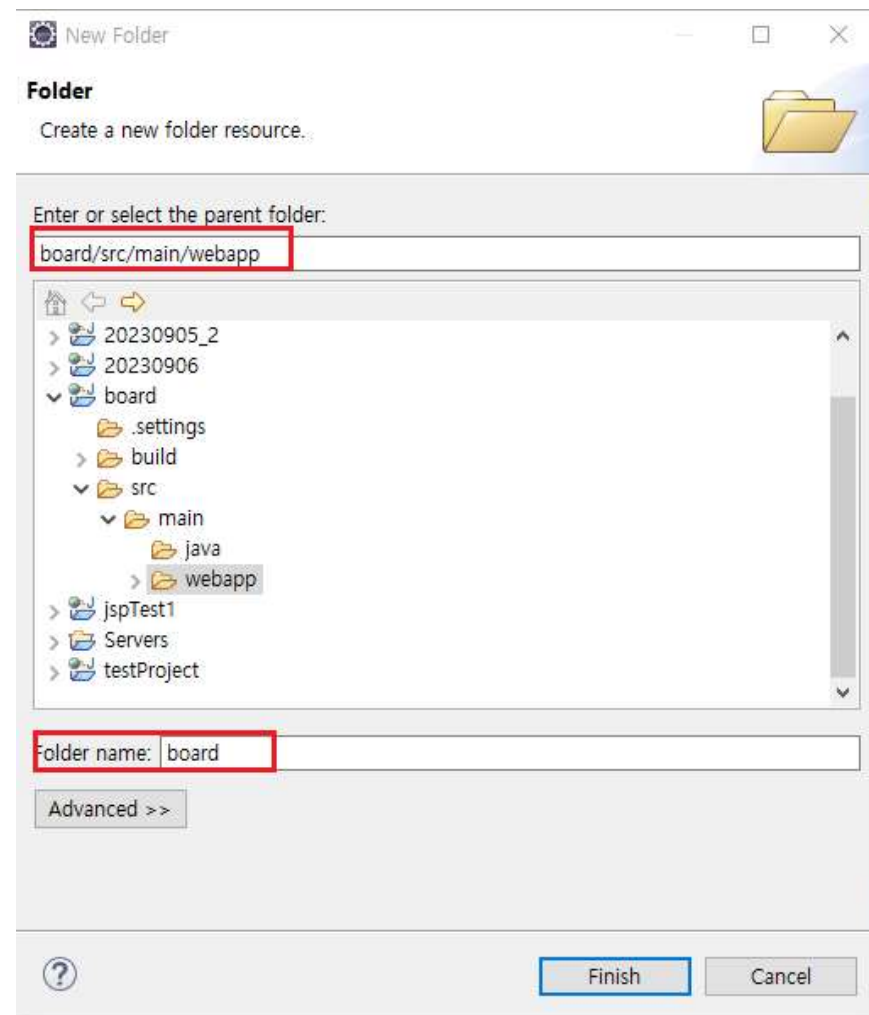 New Folder
Folder
Create a new folder resource.
Enter or select the parent folder:
board/src/main/webapp
20230905_2
20230906
board
.settings
build
src
main
java
webapp
jspTest1
Servers
testProject
Folder name: board
Advanced >>
?
Finish Cancel